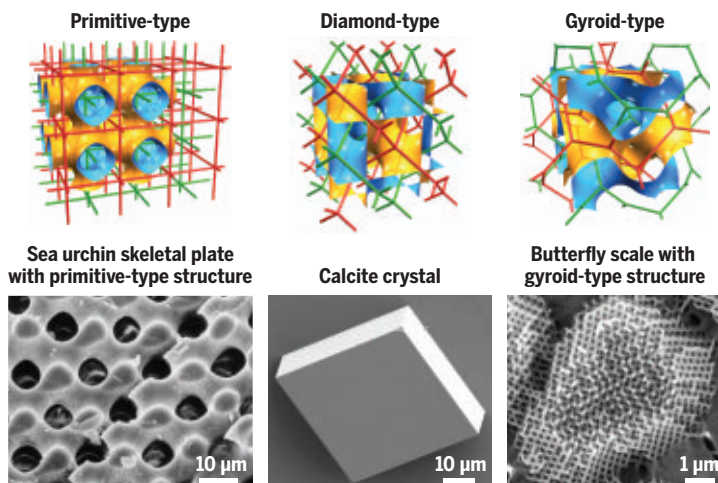 Primitive-type
Diamond-type
Gyroid-type
Sea urchin skeletal plate
with primitive-type structure
Calcite crystal
Butterfly scale with
gyroid-type structure
10 μm
10 μm
1 μm